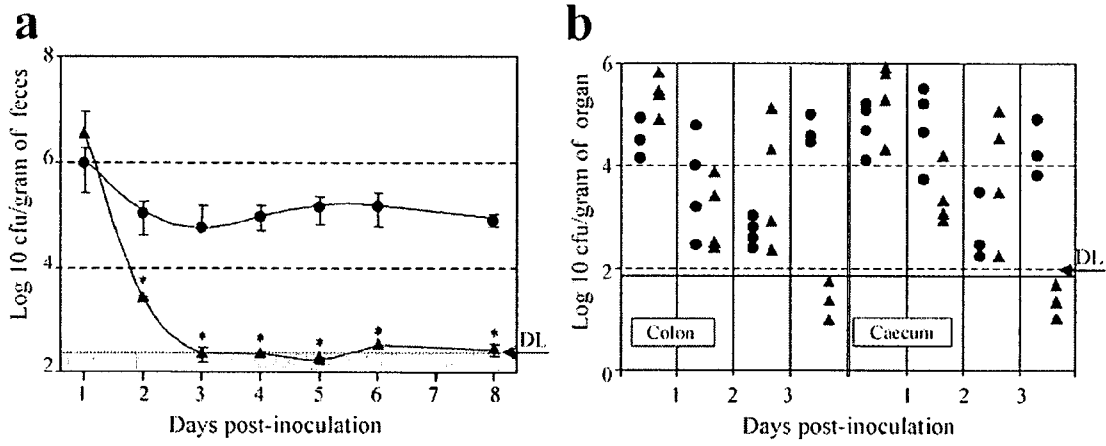 a
Log 10 cfu/gram of feces
8
6
4
2
* * * * * *
DL
1 2 3 4 5 6 7 8
Days post-inoculation
b
Log 10 cfu/gram of organ
6
4
2
0
DL
Colon
Caecum
1 2 3 1 2 3
Days post-inoculation